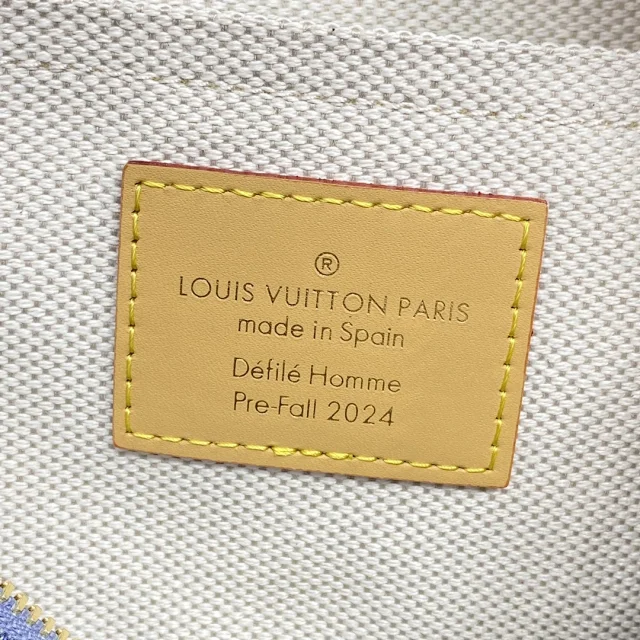 ®
LOUIS VUITTON PARIS
made in Spain
Défilé Homme
Pre-Fall 2024